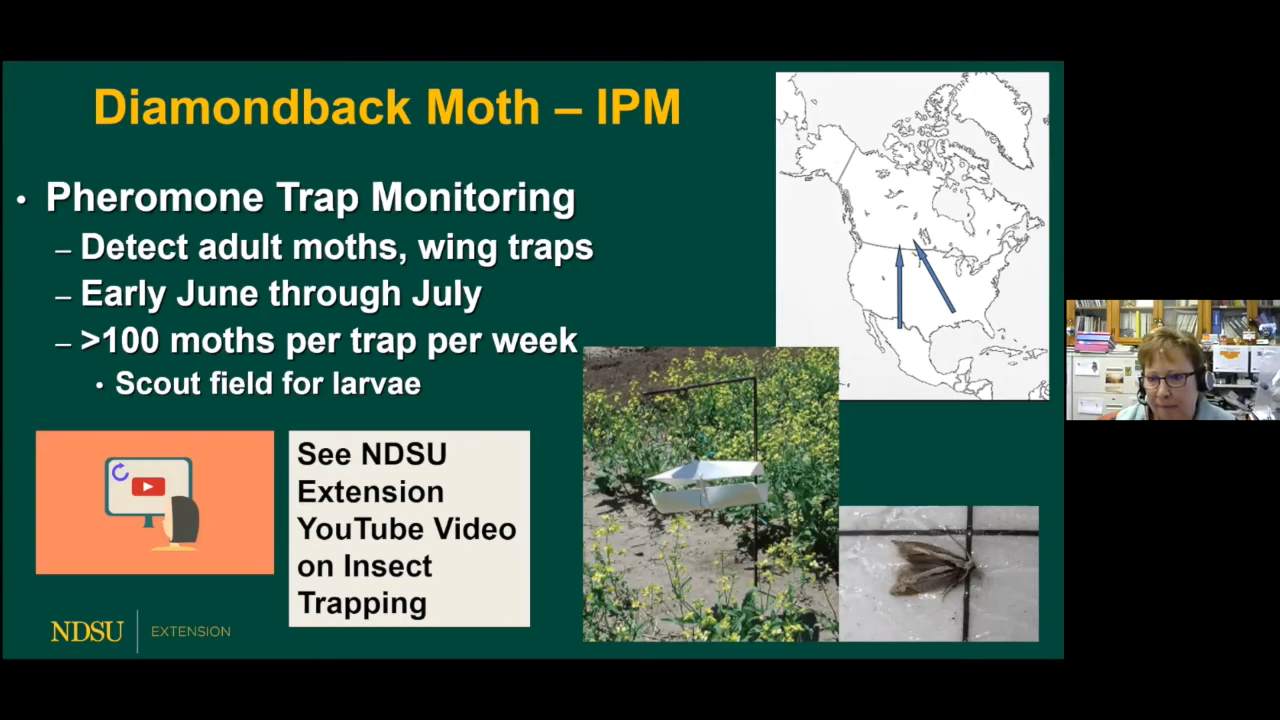 Diamondback Moth – IPM
• Pheromone Trap Monitoring
– Detect adult moths, wing traps
– Early June through July
– >100 moths per trap per week
• Scout field for larvae
See NDSU
Extension
YouTube Video
on Insect
Trapping
NDSU EXTENSION